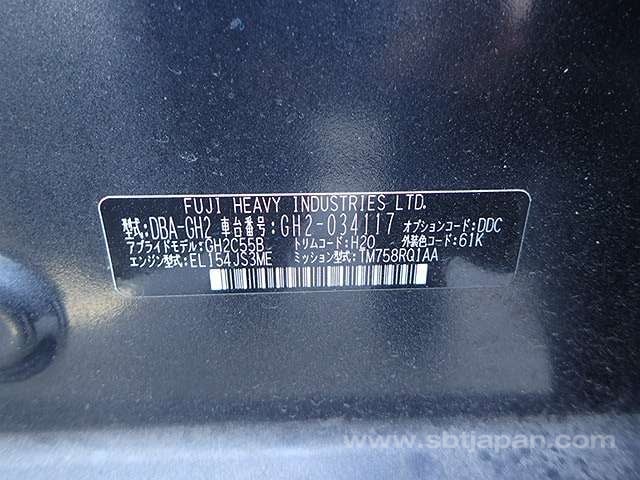 FUJI HEAVY INDUSTRIES LTD.
型式:DBA-GH2 車台番号:GH2-034117 オプションコード:DDC
アプライドモデル:GH2C55B トリムコード:H20 外装色コード:61K
エンジン型式:EL154JS3ME ミッション型式:TM758RQ1AA
www.sbtjapan.com